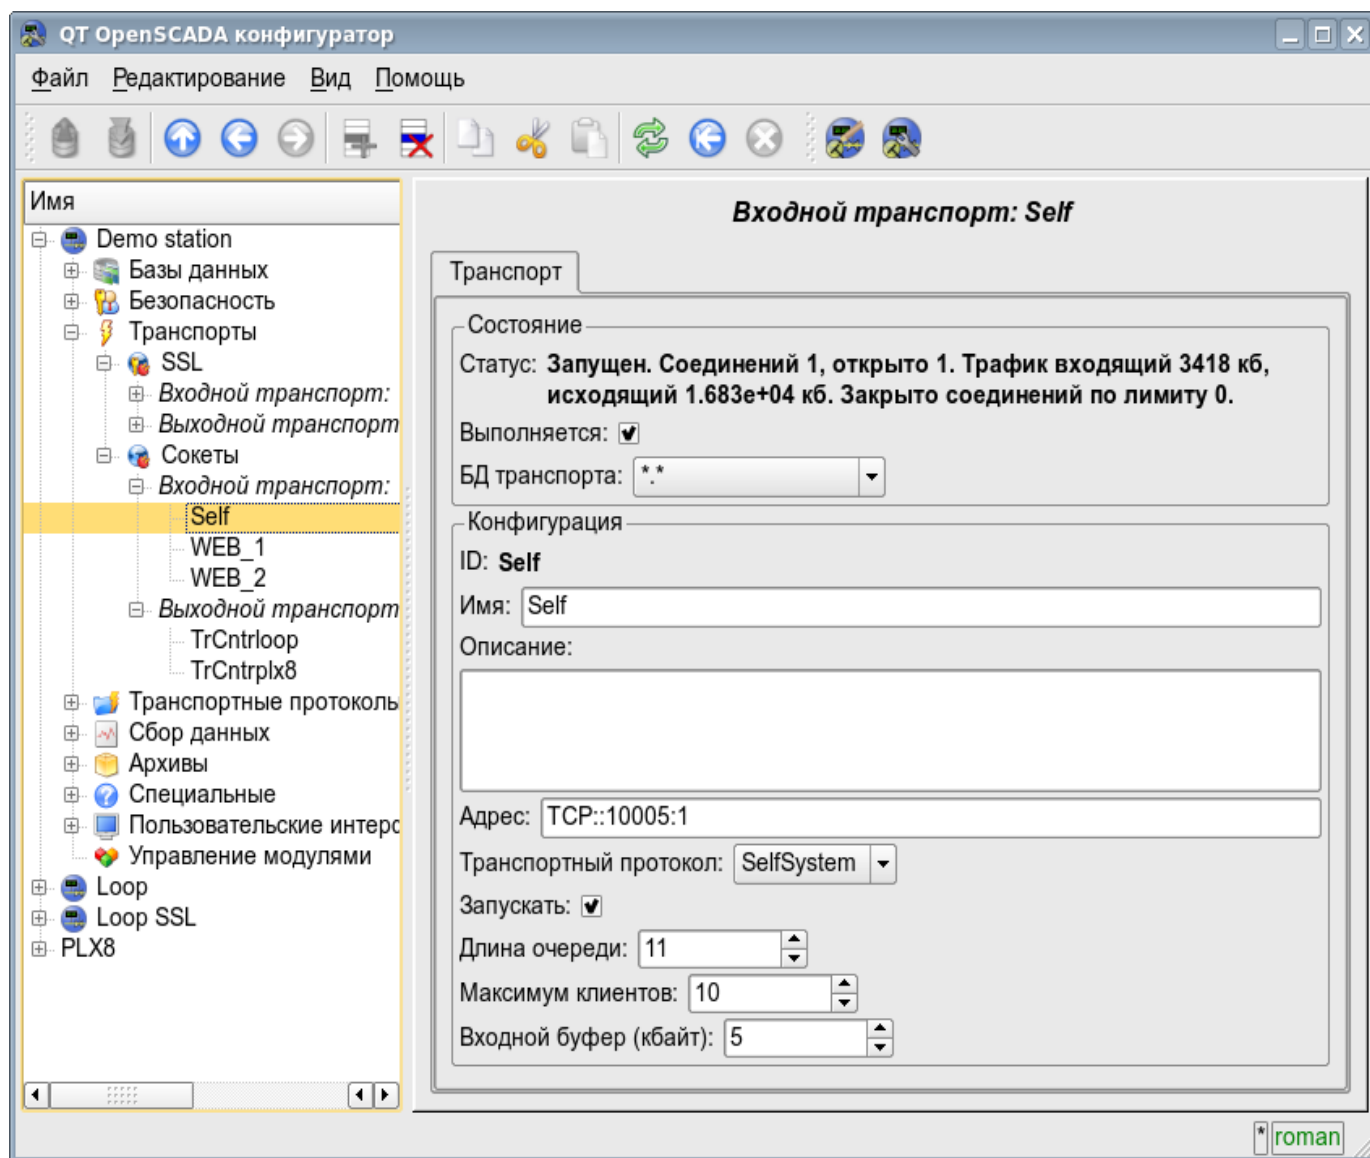 QT OpenSCADA конфигуратор
Файл Редактирование Вид Помощь
Имя
Demo station
Базы данных
Безопасность
Транспорты
SSL
Входной транспорт:
Выходной транспорт
Сокеты
Входной транспорт:
Self
WEB_1
WEB_2
Выходной транспорт
TrCntrloop
TrCntrplx8
Транспортные протоколы
Сбор данных
Архивы
Специальные
Пользовательские интерс
Управление модулями
Loop
Loop SSL
PLX8
Входной транспорт: Self
Транспорт
Состояние
Статус: Запущен. Соединений 1, открыто 1. Трафик входящий 3418 кб,
исходящий 1.683e+04 кб. Закрыто соединений по лимиту 0.
Выполняется:
БД транспорта: *.*
Конфигурация
ID: Self
Имя: Self
Описание:
Адрес: TCP::10005:1
Транспортный протокол: SelfSystem
Запускать:
Длина очереди: 11
Максимум клиентов: 10
Входной буфер (кбайт): 5
* roman